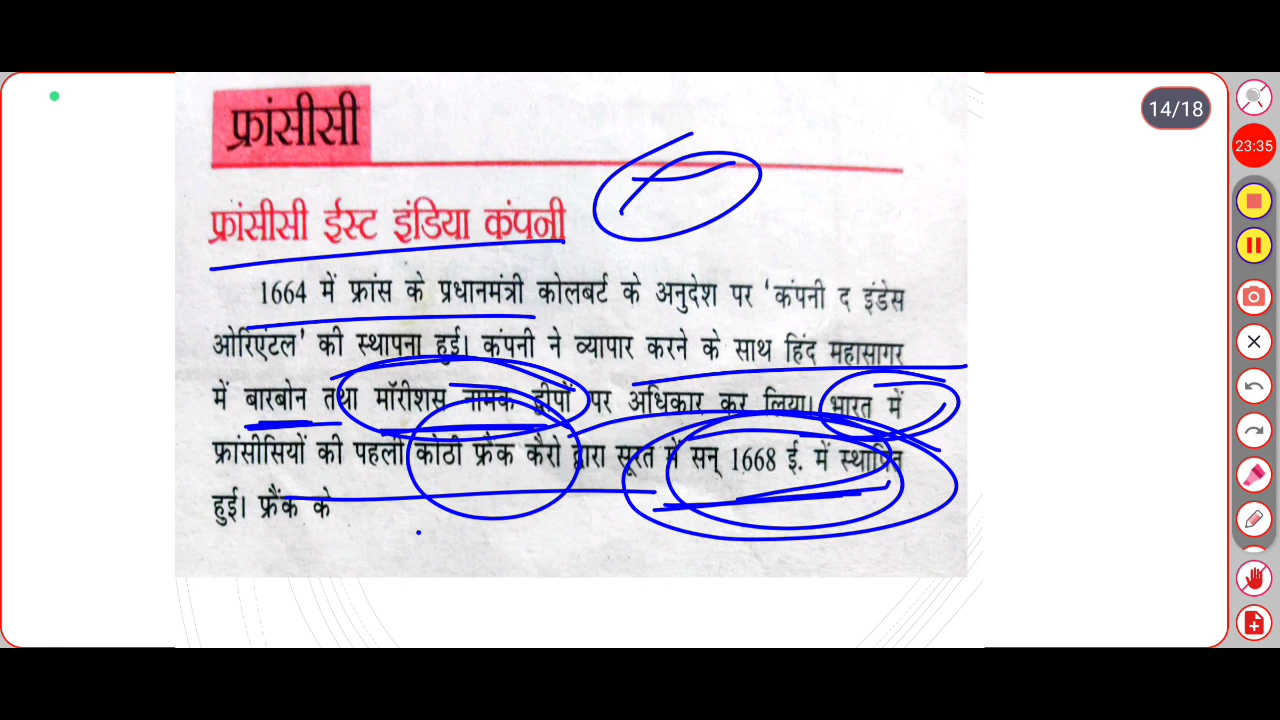 फ्रांसीसी
14/18
23:35
फ्रांसीसी ईस्ट इंडिया कंपनी
1664 में फ्रांस के प्रधानमंत्री कोलबर्ट के अनुदेश पर 'कंपनी द इंडेस
ओरिएंटल' की स्थापना हुई। कंपनी ने व्यापार करने के साथ हिंद महासागर
में बारबोन तथा मॉरीशस नामक द्वीपों पर अधिकार कर लिया। भारत में
फ्रांसीसियों की पहली कोठी फ्रैंक कैरो द्वारा सूरत में सन् 1668 ई. में स्थापित
हुई। फ्रैंक के